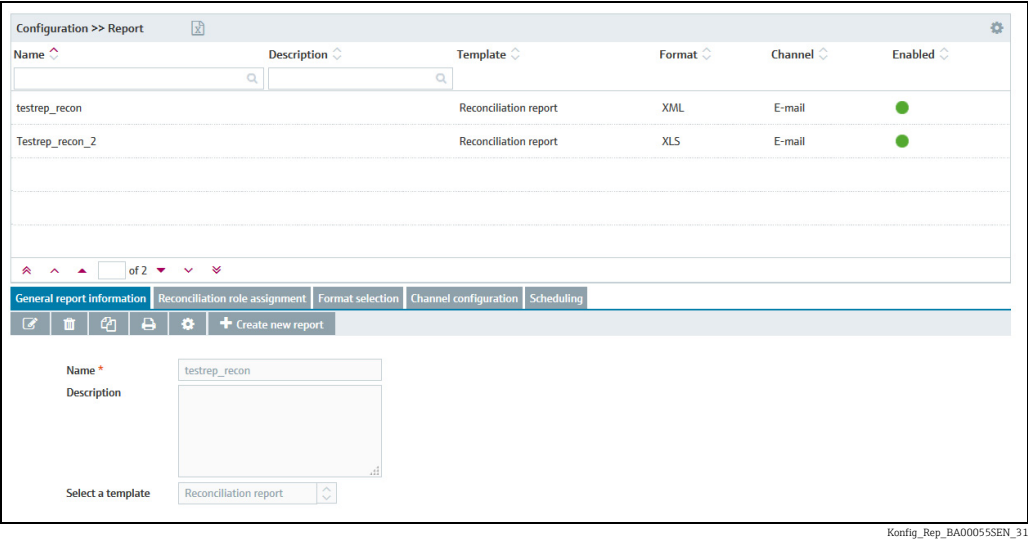 Configuration >> Report
Name Description Template Format Channel Enabled
testrep_recon Reconciliation report XML E-mail
Testrep_recon_2 Reconciliation report XLS E-mail
of 2
General report information Reconciliation role assignment Format selection Channel configuration Scheduling
Create new report
Name * testrep_recon
Description
Select a template Reconciliation report
Konfig_Rep_BA00055SEN_31